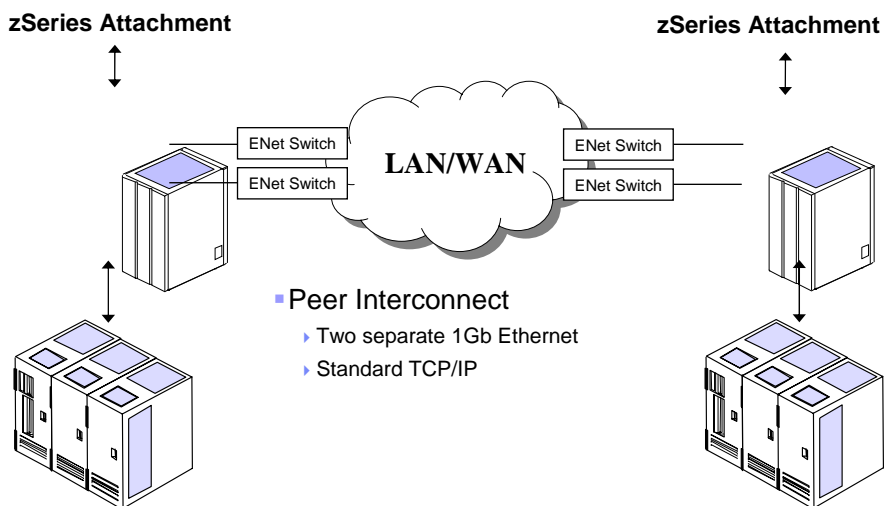 zSeries Attachment
zSeries Attachment
ENet Switch
ENet Switch
LAN/WAN
ENet Switch
ENet Switch
Peer Interconnect
Two separate 1Gb Ethernet
Standard TCP/IP